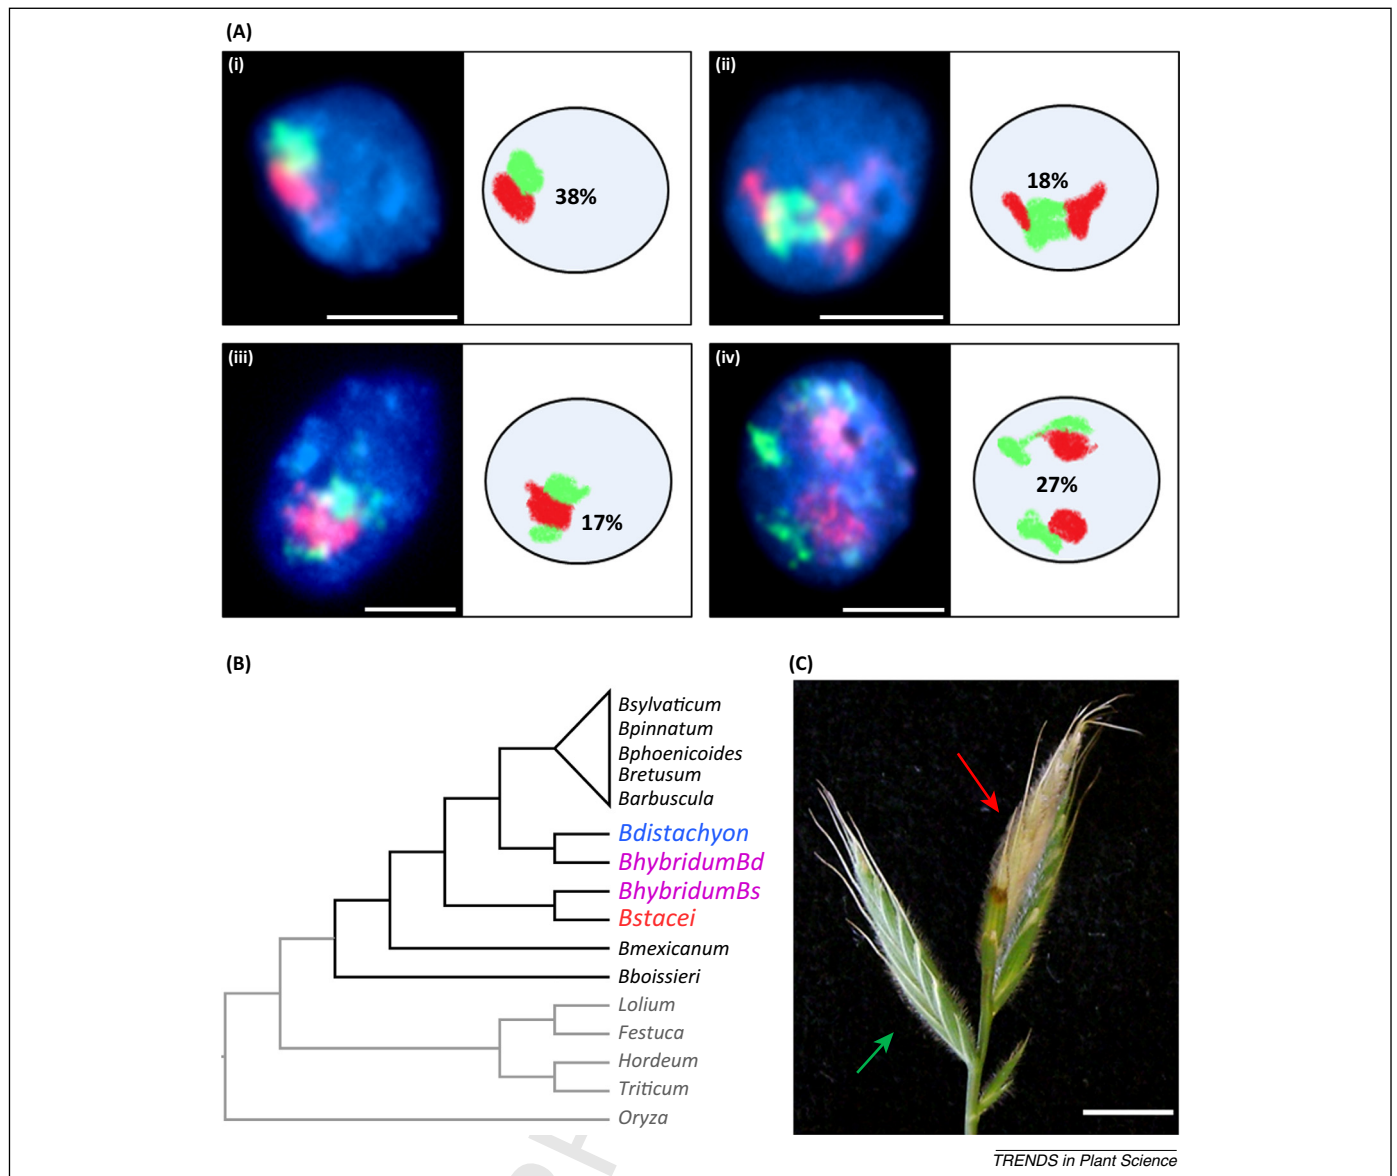 (A)
(i)
38%
(ii)
18%
(iii)
17%
(iv)
27%
(B)
Bsylvaticum
Bpinnatum
Bphoenicoides
Bretusum
Barbuscula
Bdistachyon
BhybridumBd
BhybridumBs
Bstacei
Bmexicanum
Bboissieri
Lolium
Festuca
Hordeum
Triticum
Oryza
(C)
TRENDS in Plant Science